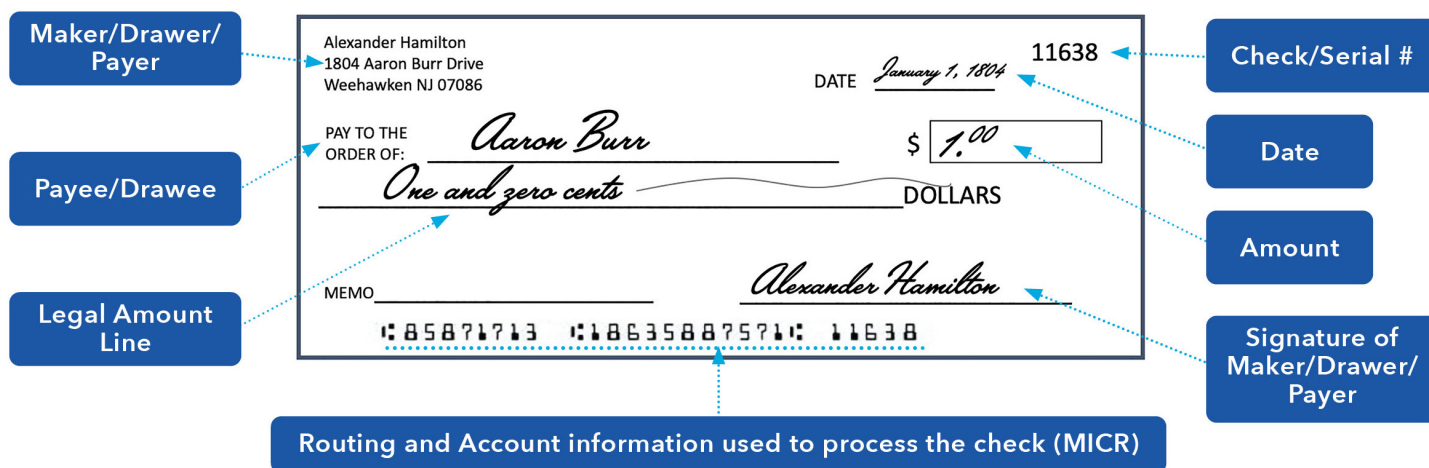 Maker/Drawer/
Payer
Alexander Hamilton
1804 Aaron Burr Drive
Weehawken NJ 07086
11638
DATE January 1, 1804
Check/Serial #
PAY TO THE
ORDER OF: Aaron Burr
$ 1.00
Date
Payee/Drawee
One and zero cents DOLLARS
Amount
Legal Amount
Line
MEMO
Alexander Hamilton
⑆85871713 ⑆18635887571⑆ 11638
Signature of
Maker/Drawer/
Payer
Routing and Account information used to process the check (MICR)